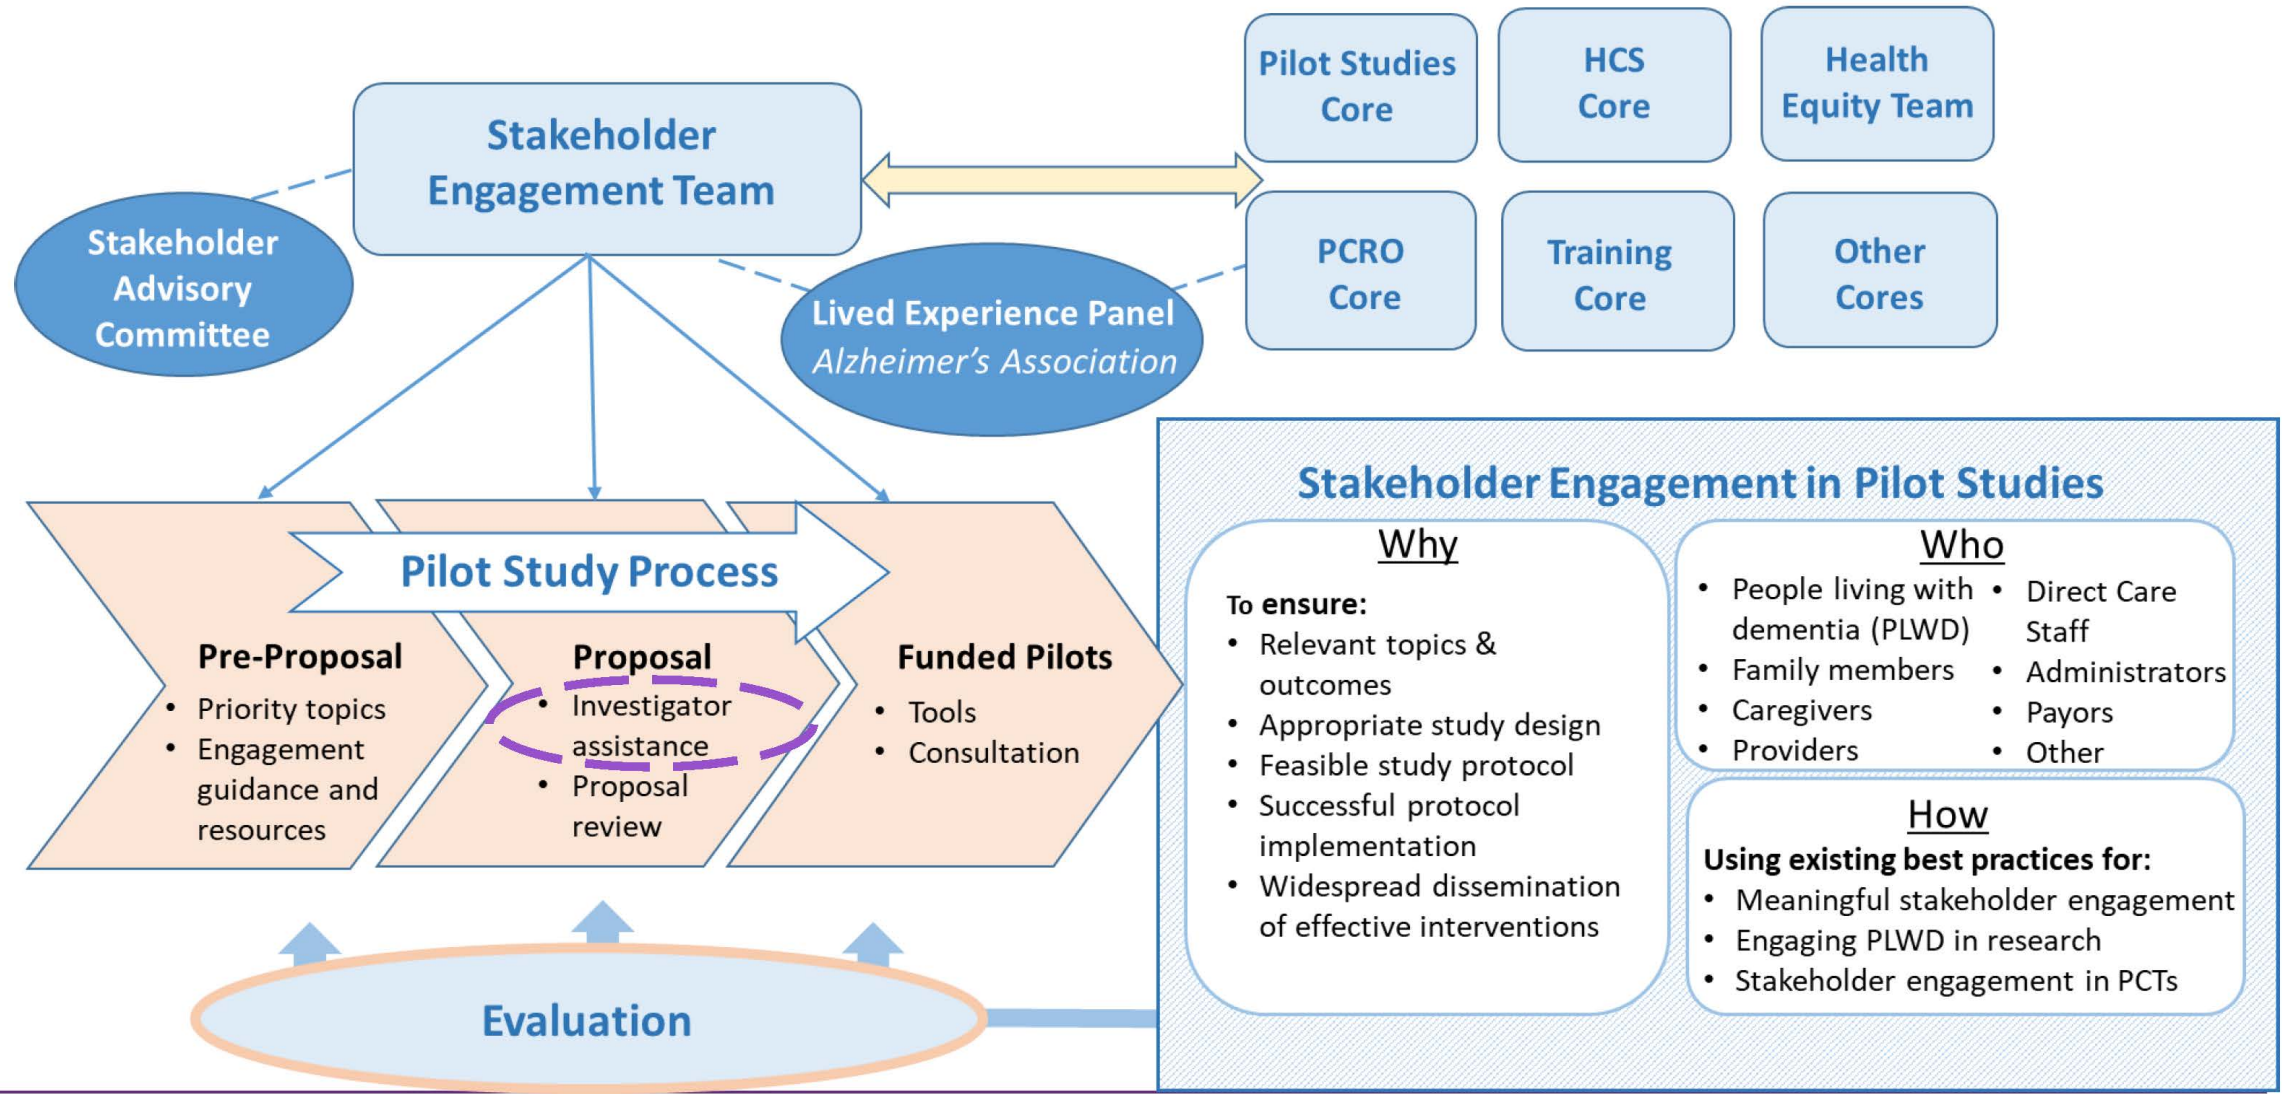 Stakeholder
Engagement Team
Pilot Studies
Core
HCS
Core
Health
Equity Team
Stakeholder
Advisory
Committee
Lived Experience Panel
Alzheimer's Association
PCRO
Core
Training
Core
Other
Cores
Pilot Study Process
Pre-Proposal
• Priority topics
• Engagement
guidance and
resources
Proposal
• Investigator
assistance
• Proposal
review
Funded Pilots
• Tools
• Consultation
Evaluation
Stakeholder Engagement in Pilot Studies
Why
To ensure:
• Relevant topics &
outcomes
• Appropriate study design
• Feasible study protocol
• Successful protocol
implementation
• Widespread dissemination
of effective interventions
Who
• People living with
dementia (PLWD)
• Family members
• Caregivers
• Providers
• Direct Care
Staff
• Administrators
• Payors
• Other
How
Using existing best practices for:
• Meaningful stakeholder engagement
• Engaging PLWD in research
• Stakeholder engagement in PCTs